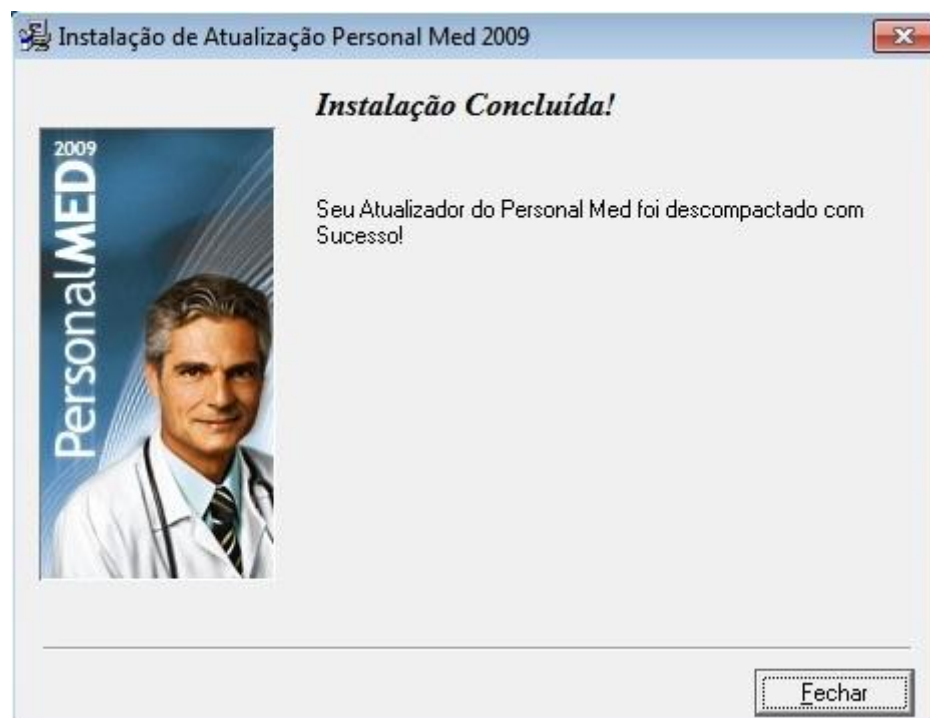 Instalação de Atualização Personal Med 2009
Instalação Concluída!
2009
PersonalMED
Seu Atualizador do Personal Med foi descompactado com
Sucesso!
Fechar